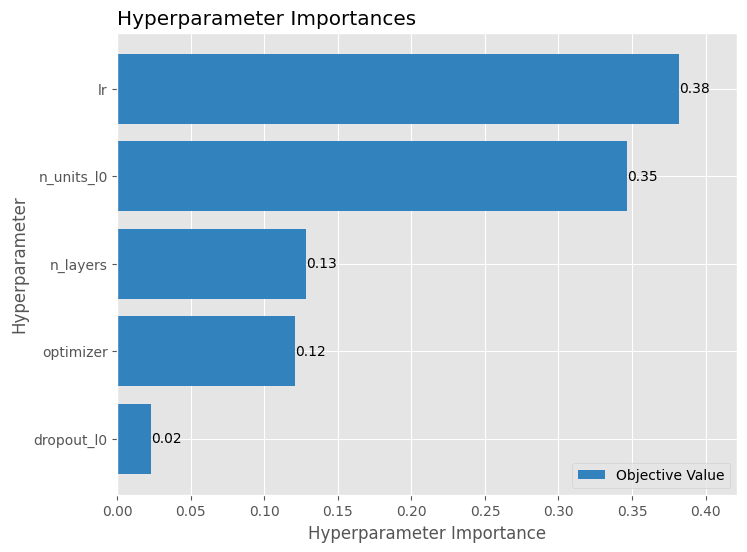 Hyperparameter Importances
lr
0.38
n_units_l0
0.35
n_layers
0.13
optimizer
0.12
dropout_l0
0.02
Hyperparameter
Objective Value
0.00 0.05 0.10 0.15 0.20 0.25 0.30 0.35 0.40
Hyperparameter Importance